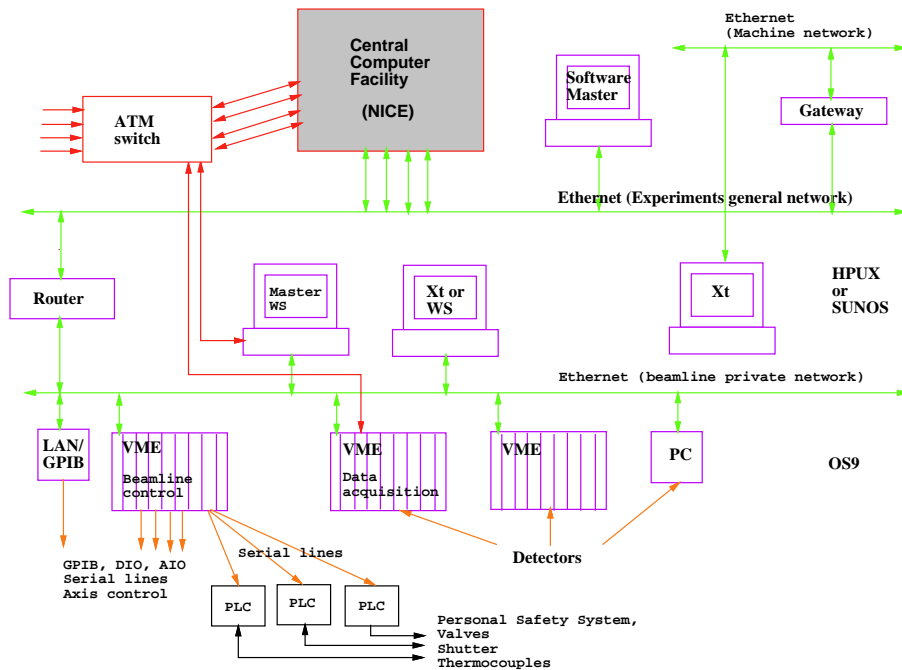 Ethernet
(Machine network)
Central
Computer
Facility
(NICE)
Software
Master
Gateway
ATM
switch
Ethernet (Experiments general network)
Router
Master
WS
Xt or
WS
Xt
HPUX
or
SUNOS
Ethernet (beamline private network)
LAN/
GPIB
VME
Beamline
control
VME
Data
acquisition
VME
PC
OS9
Serial lines
Detectors
GPIB, DIO, AIO
Serial lines
Axis control
PLC
PLC
PLC
Personal Safety System,
Valves
Shutter
Thermocouples